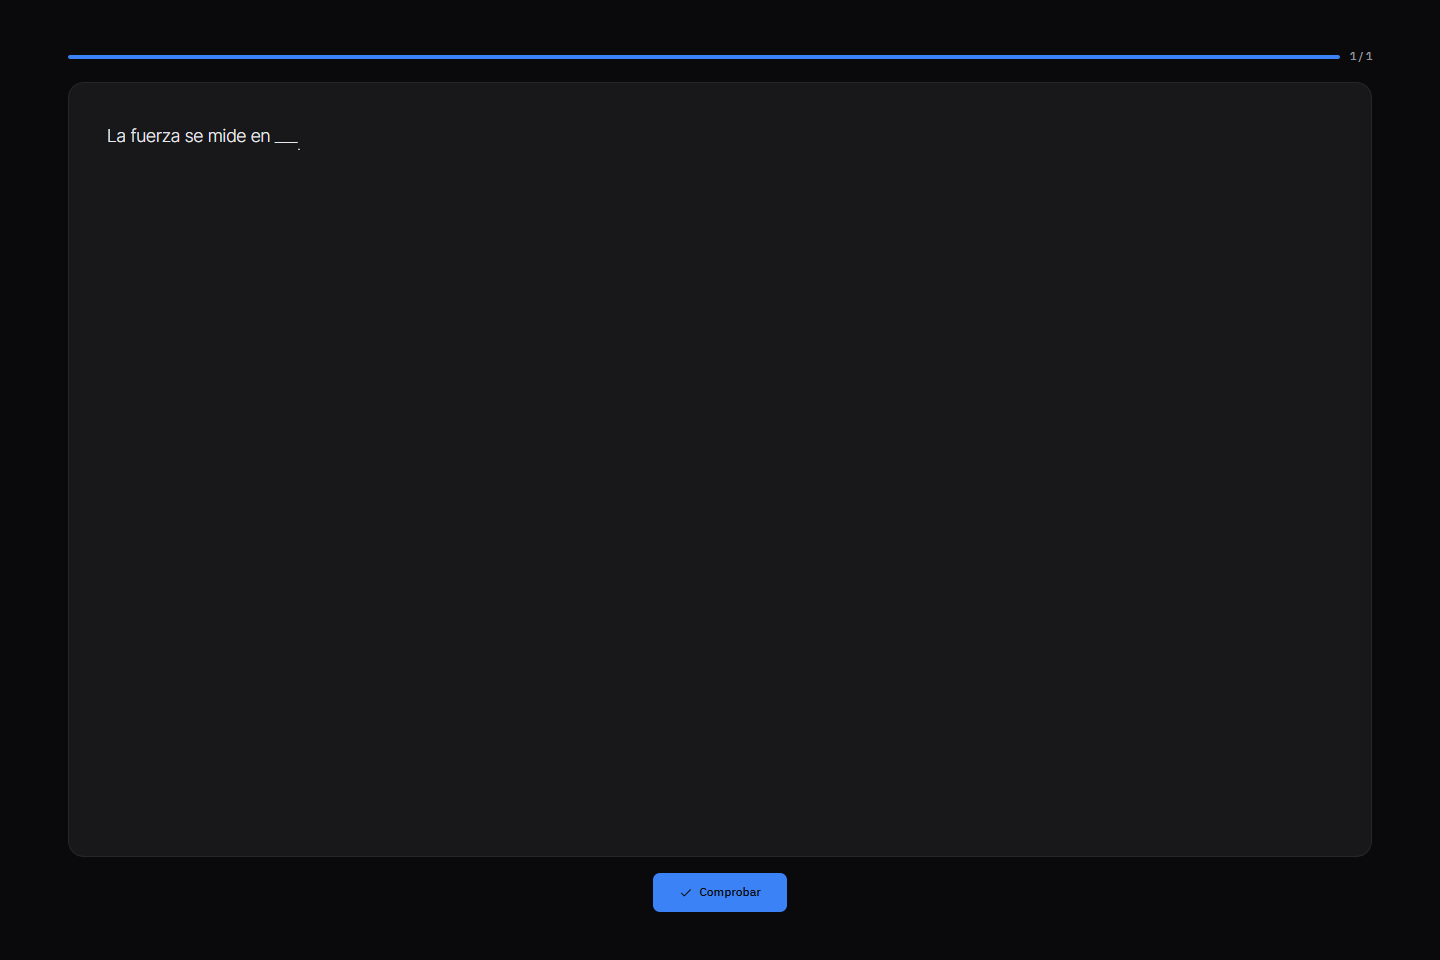 1/1
La fuerza se mide en ___.
Comprobar